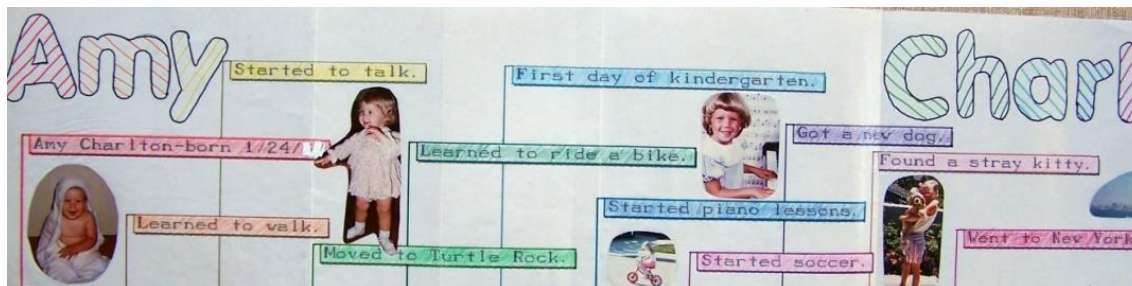 Amy Charl
Started to talk.
First day of kindergarten.
Got a new dog.
Amy Charlton-born 1/24/
Learned to ride a bike.
Found a stray kitty.
Started piano lessons.
Learned to walk.
Went to New York
Moved to Turtle Rock.
Started soccer.